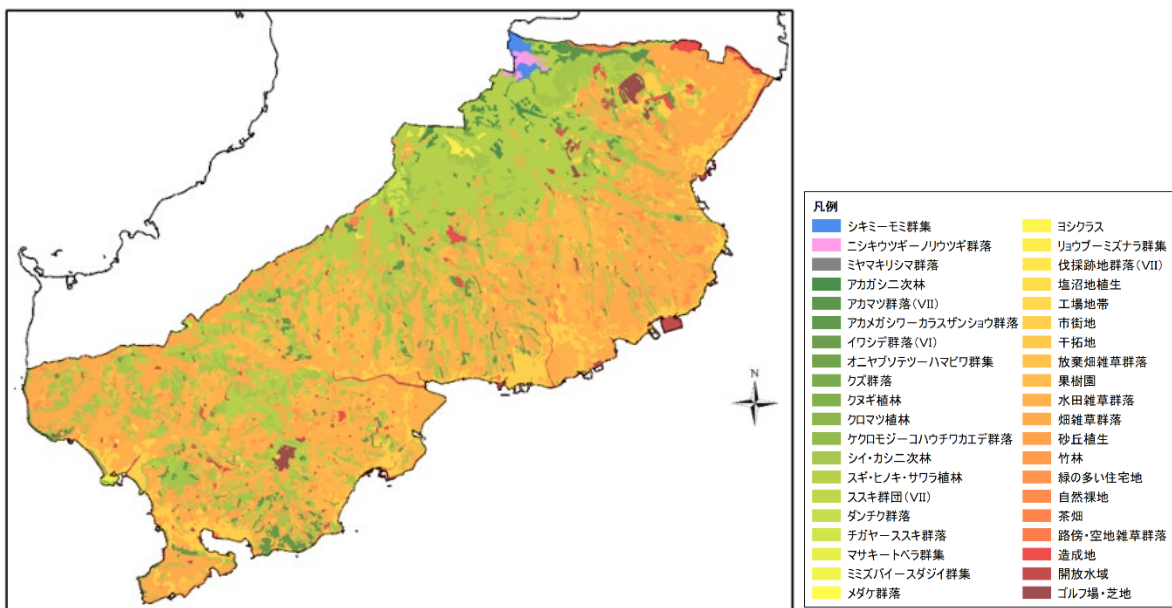 N
凡例
シキミーモミ群集
ニシキウツギーノリウツギ群落
ミヤマキリシマ群落
アカガシ二次林
アカマツ群落(VII)
アカメガシワーカラスザンショウ群落
イワシデ群落(VI)
オニヤブソテツーハマビワ群集
クズ群落
クヌギ植林
クロマツ植林
ケクロモジーコハウチワカエデ群落
シイ・カシ二次林
スギ・ヒノキ・サワラ植林
ススキ群団(VII)
ダンチク群落
チガヤーススキ群落
マサキートベラ群集
ミミズバイースダジイ群集
メダケ群落
ヨシクラス
リョウブーミズナラ群集
伐採跡地群落(VII)
塩沼地植生
工場地帯
市街地
干拓地
放棄畑雑草群落
果樹園
水田雑草群落
畑雑草群落
砂丘植生
竹林
緑の多い住宅地
自然裸地
茶畑
路傍・空地雑草群落
造成地
開放水域
ゴルフ場・芝地